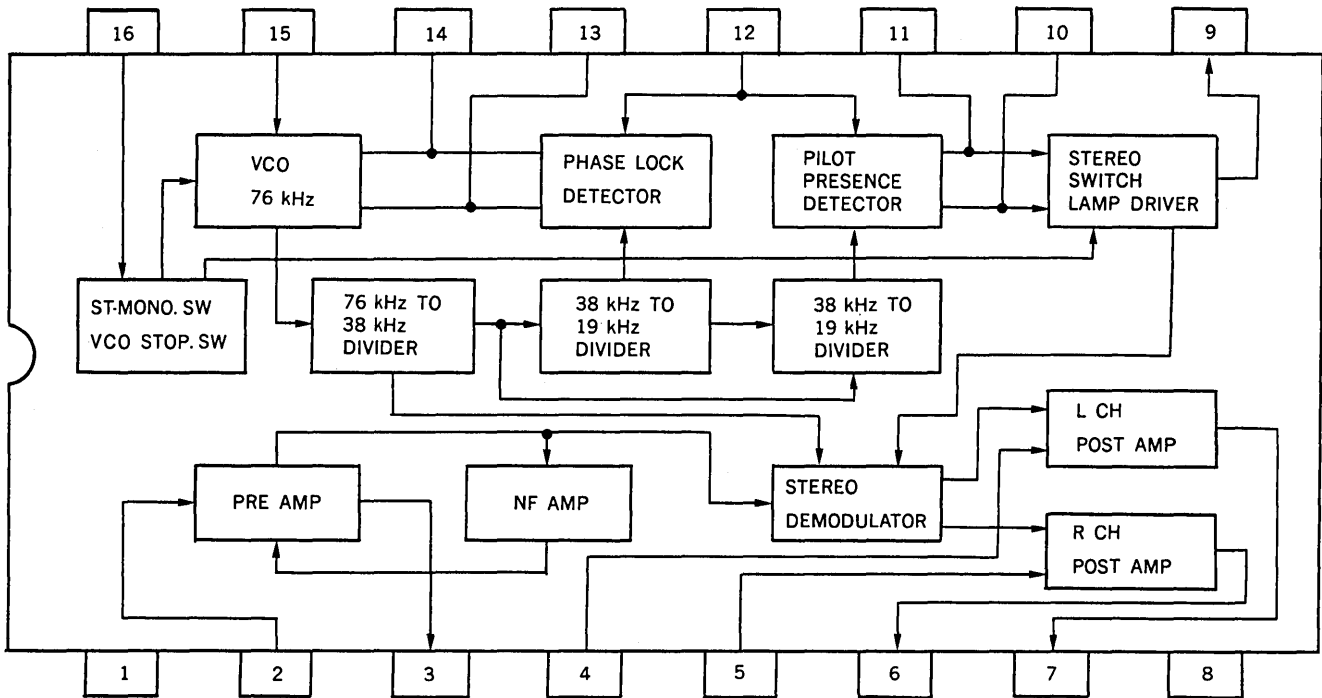 16 15 14 13 12 11 10 9
VCO
76 kHz
PHASE LOCK
DETECTOR
PILOT
PRESENCE
DETECTOR
STEREO
SWITCH
LAMP DRIVER
ST-MONO. SW
VCO STOP. SW
76 kHz TO
38 kHz
DIVIDER
38 kHz TO
19 kHz
DIVIDER
38 kHz TO
19 kHz
DIVIDER
L CH
POST AMP
PRE AMP
NF AMP
STEREO
DEMODULATOR
R CH
POST AMP
1 2 3 4 5 6 7 8